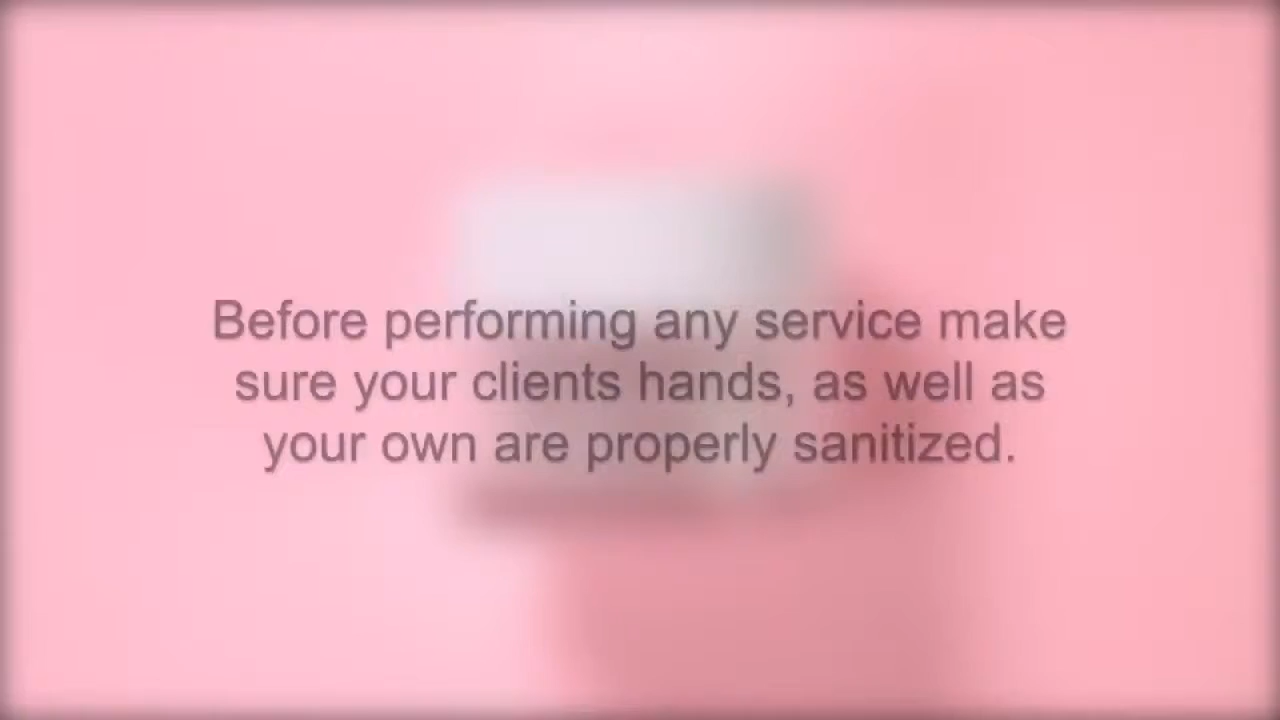 Before performing any service make
sure your clients hands, as well as
your own are properly sanitized.